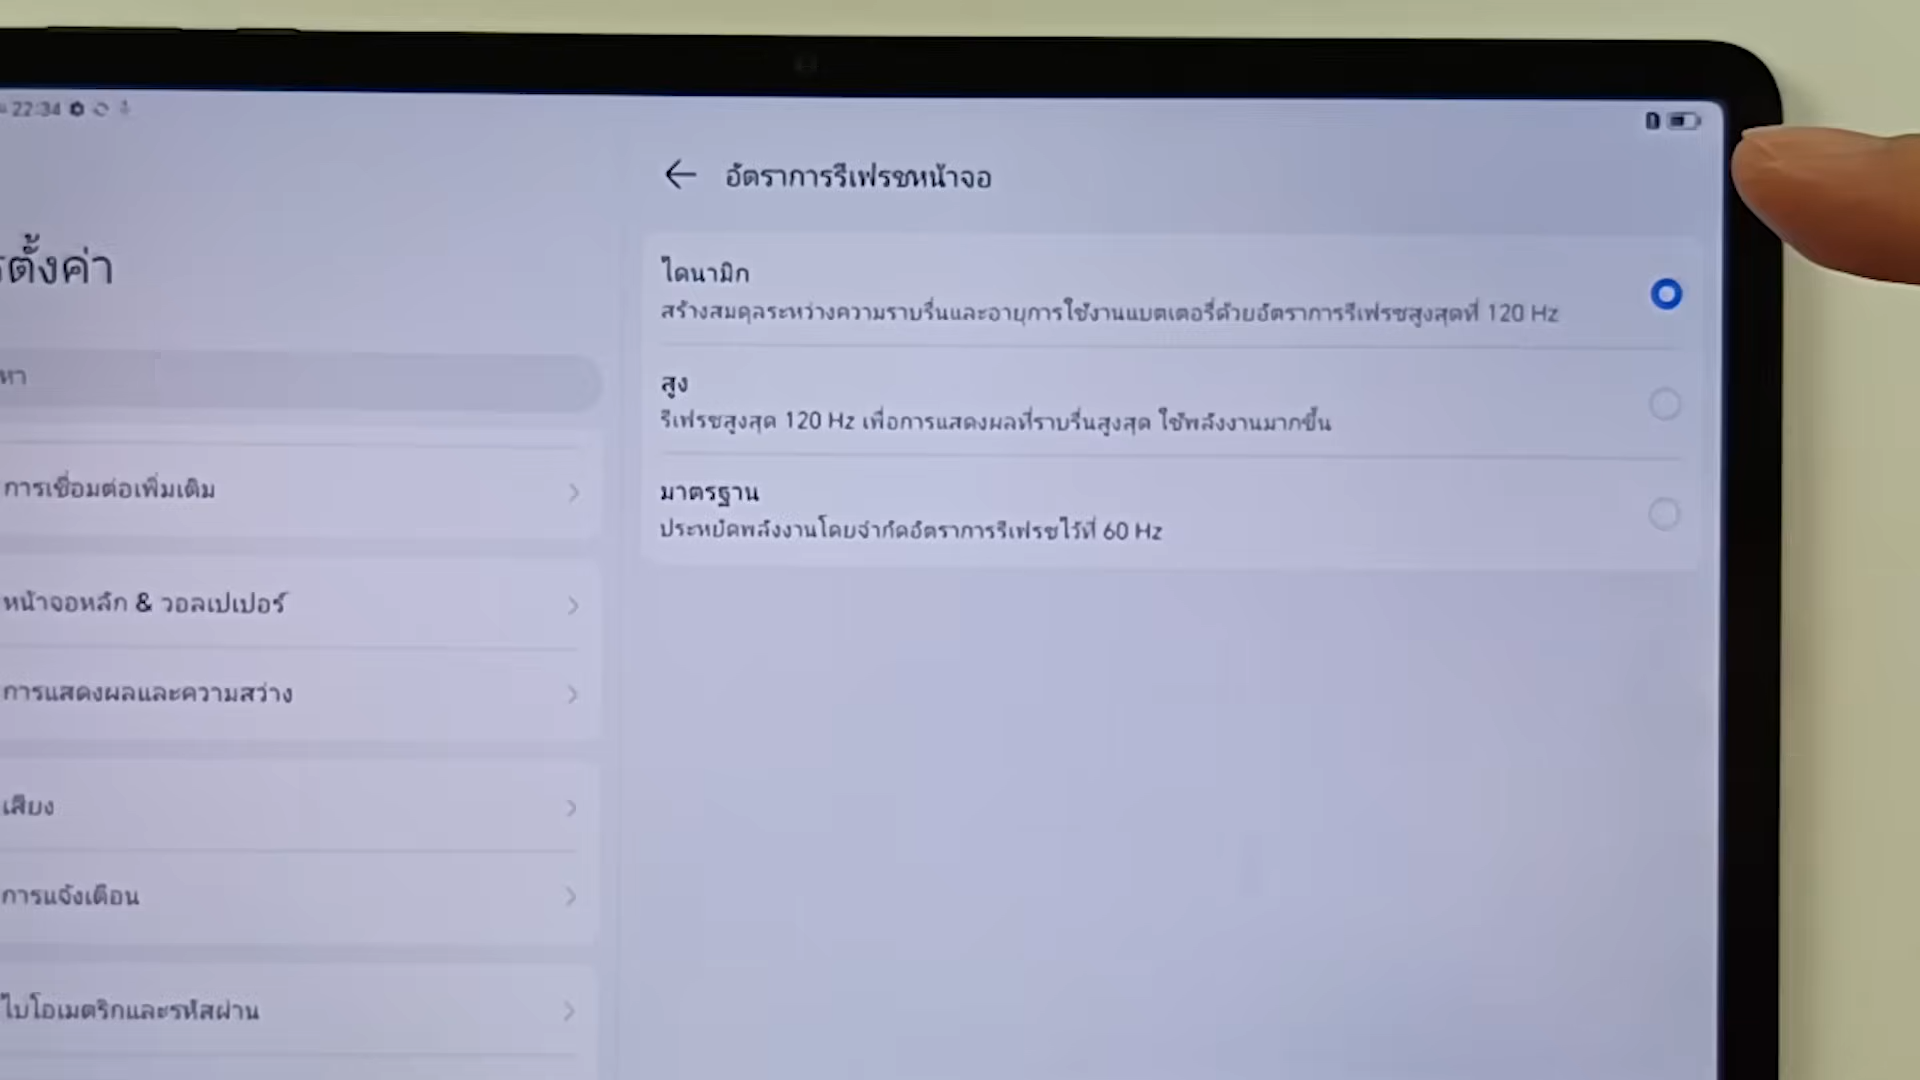 22:34
อัตราการรีเฟรชหน้าจอ
ตั้งค่า
ไดนามิก
สร้างสมดุลระหว่างความราบรื่นและอายุการใช้งานแบตเตอรี่ด้วยอัตราการรีเฟรชสูงสุดที่ 120 Hz
หา
สูง
รีเฟรชสูงสุด 120 Hz เพื่อการแสดงผลที่ราบรื่นสูงสุด ใช้พลังงานมากขึ้น
การเชื่อมต่อเพิ่มเติม
มาตรฐาน
ประหยัดพลังงานโดยจำกัดอัตราการรีเฟรชไว้ที่ 60 Hz
หน้าจอหลัก & วอลเปเปอร์
การแสดงผลและความสว่าง
เสียง
การแจ้งเตือน
ไบโอเมตริกและรหัสผ่าน